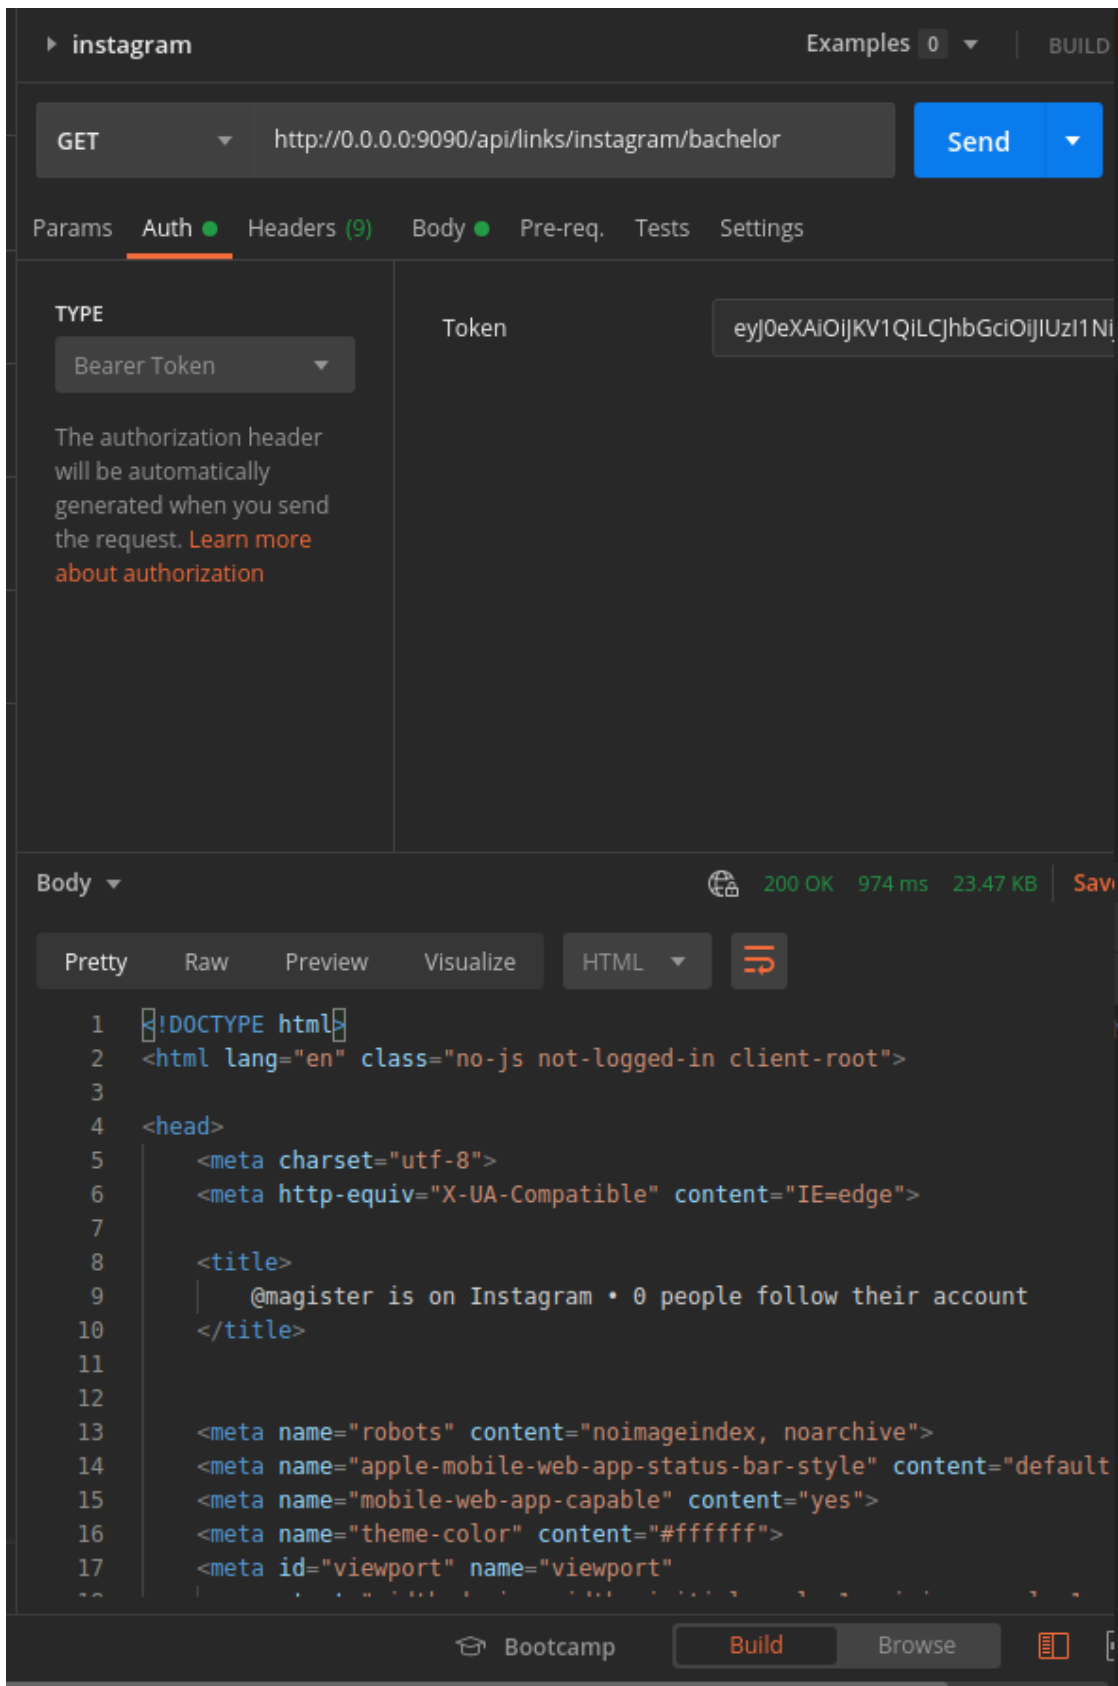 instagram
Examples 0
BUILD
GET
http://0.0.0.0:9090/api/links/instagram/bachelor
Send
Params Auth Headers (9) Body Pre-req. Tests Settings
TYPE
Bearer Token
The authorization header
will be automatically
generated when you send
the request. Learn more
about authorization
Token
eyJ0eXAiOiJKV1QiLCJhbGciOiJIUzI1Ni
Body
200 OK 974 ms 23.47 KB
Pretty Raw Preview Visualize HTML
1 <!DOCTYPE html>
2 <html lang="en" class="no-js not-logged-in client-root">
3
4 <head>
5 <meta charset="utf-8">
6 <meta http-equiv="X-UA-Compatible" content="IE=edge">
7
8 <title>
9 @magister is on Instagram • 0 people follow their account
10 </title>
11
12
13 <meta name="robots" content="noimageindex, noarchive">
14 <meta name="apple-mobile-web-app-status-bar-style" content="default
15 <meta name="mobile-web-app-capable" content="yes">
16 <meta name="theme-color" content="#ffffff">
17 <meta id="viewport" name="viewport"
Bootcamp Build Browse